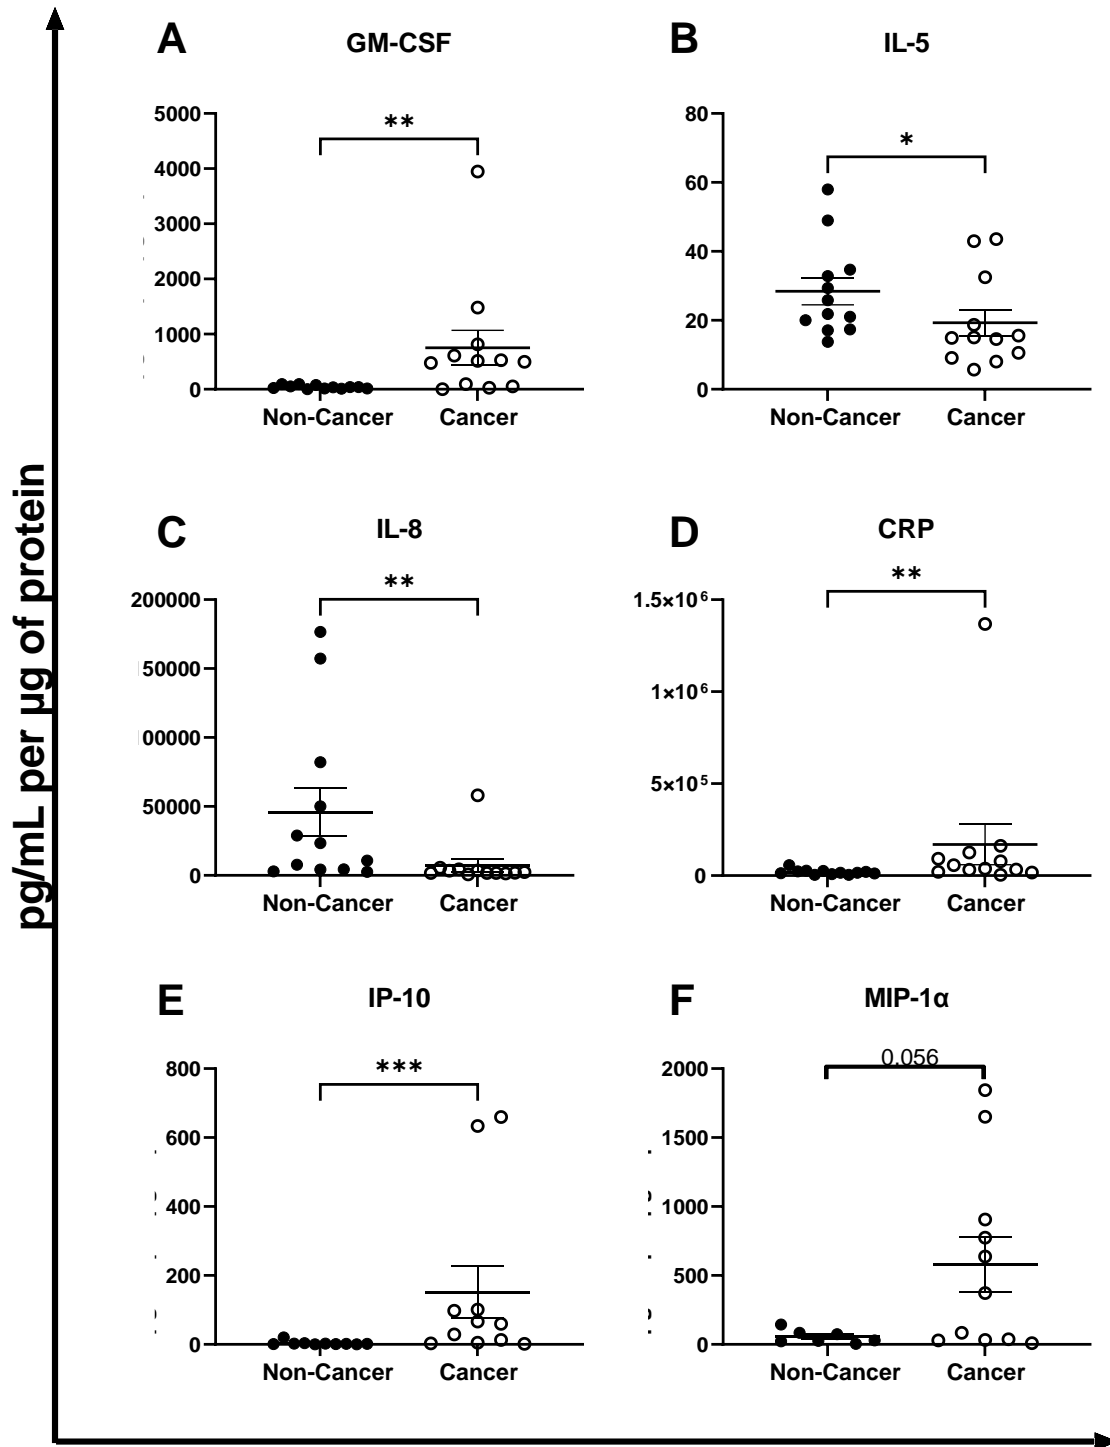 pg/mL per μg of protein
A
GM-CSF
**
5000
4000
3000
2000
1000
0
Non-Cancer
Cancer
B
IL-5
*
80
60
40
20
0
Non-Cancer
Cancer
C
IL-8
**
200000
50000
00000
50000
0
Non-Cancer
Cancer
D
CRP
**
1.5×10⁶
1×10⁶
5×10⁵
0
Non-Cancer
Cancer
E
IP-10
***
800
600
400
200
0
Non-Cancer
Cancer
F
MIP-1α
0.056
2000
1500
1000
500
0
Non-Cancer
Cancer